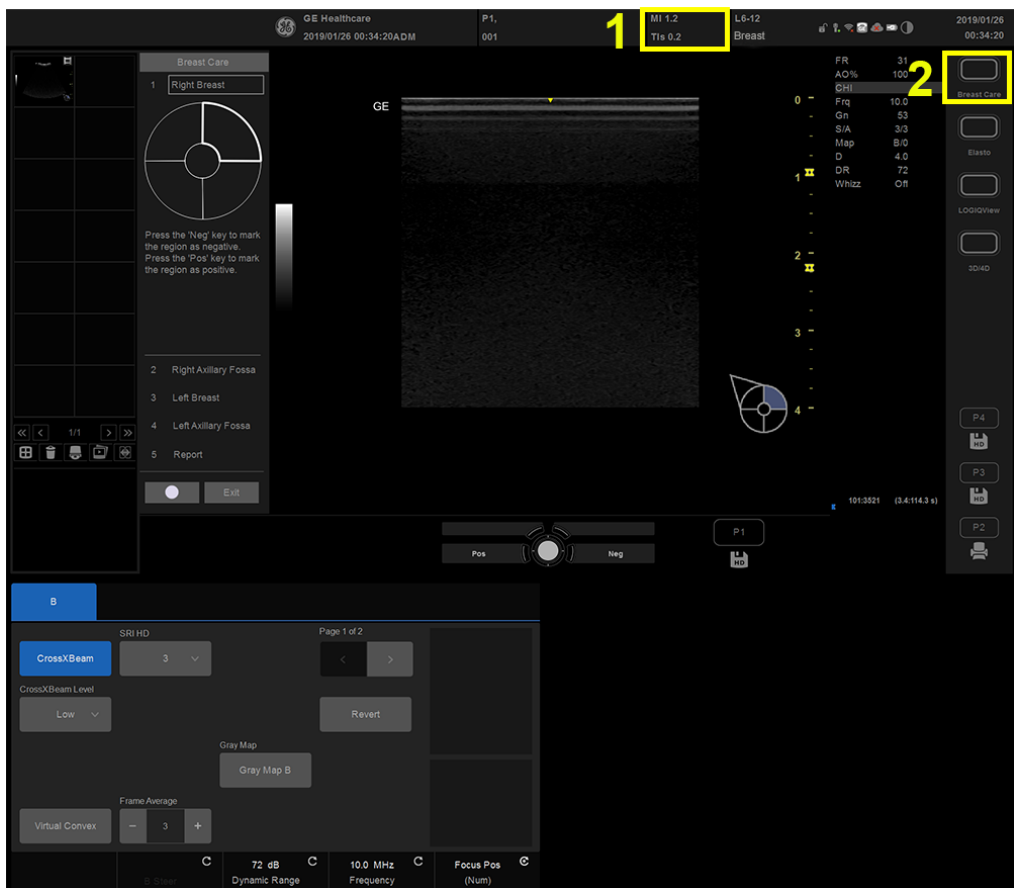 GE Healthcare
2019/01/26 00:34:20ADM
P1,
001
1
MI 1.2
TIs 0.2
L6-12
Breast
2019/01/26
00:34:20
Breast Care
1 Right Breast
Press the 'Neg' key to mark
the region as negative.
Press the 'Pos' key to mark
the region as positive.
2 Right Axillary Fossa
3 Left Breast
4 Left Axillary Fossa
5 Report
Exit
1/1
GE
0
1
2
3
4
FR 31
AO% 100
CHI
Frq 10.0
Gn 53
S/A 3/3
Map B/0
D 4.0
DR 72
Whizz Off
2
Breast Care
Elasto
LOGIQView
3D/4D
P4
HD
P3
HD
P2
101:3521 (3.4:114.3 s)
Pos
Neg
P1
HD
B
CrossXBeam
SRI HD
3
Page 1 of 2
CrossXBeam Level
Low
Revert
Gray Map
Gray Map B
Virtual Convex
Frame Average
3
B Steer
72 dB
Dynamic Range
10.0 MHz
Frequency
Focus Pos
(Num)